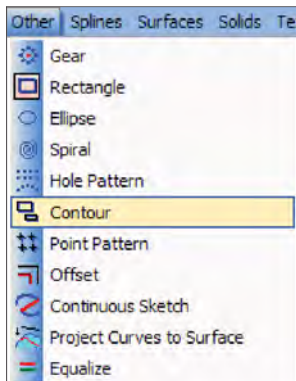 Other Splines Surfaces Solids Te
Gear
Rectangle
Ellipse
Spiral
Hole Pattern
Contour
Point Pattern
Offset
Continuous Sketch
Project Curves to Surface
Equalize